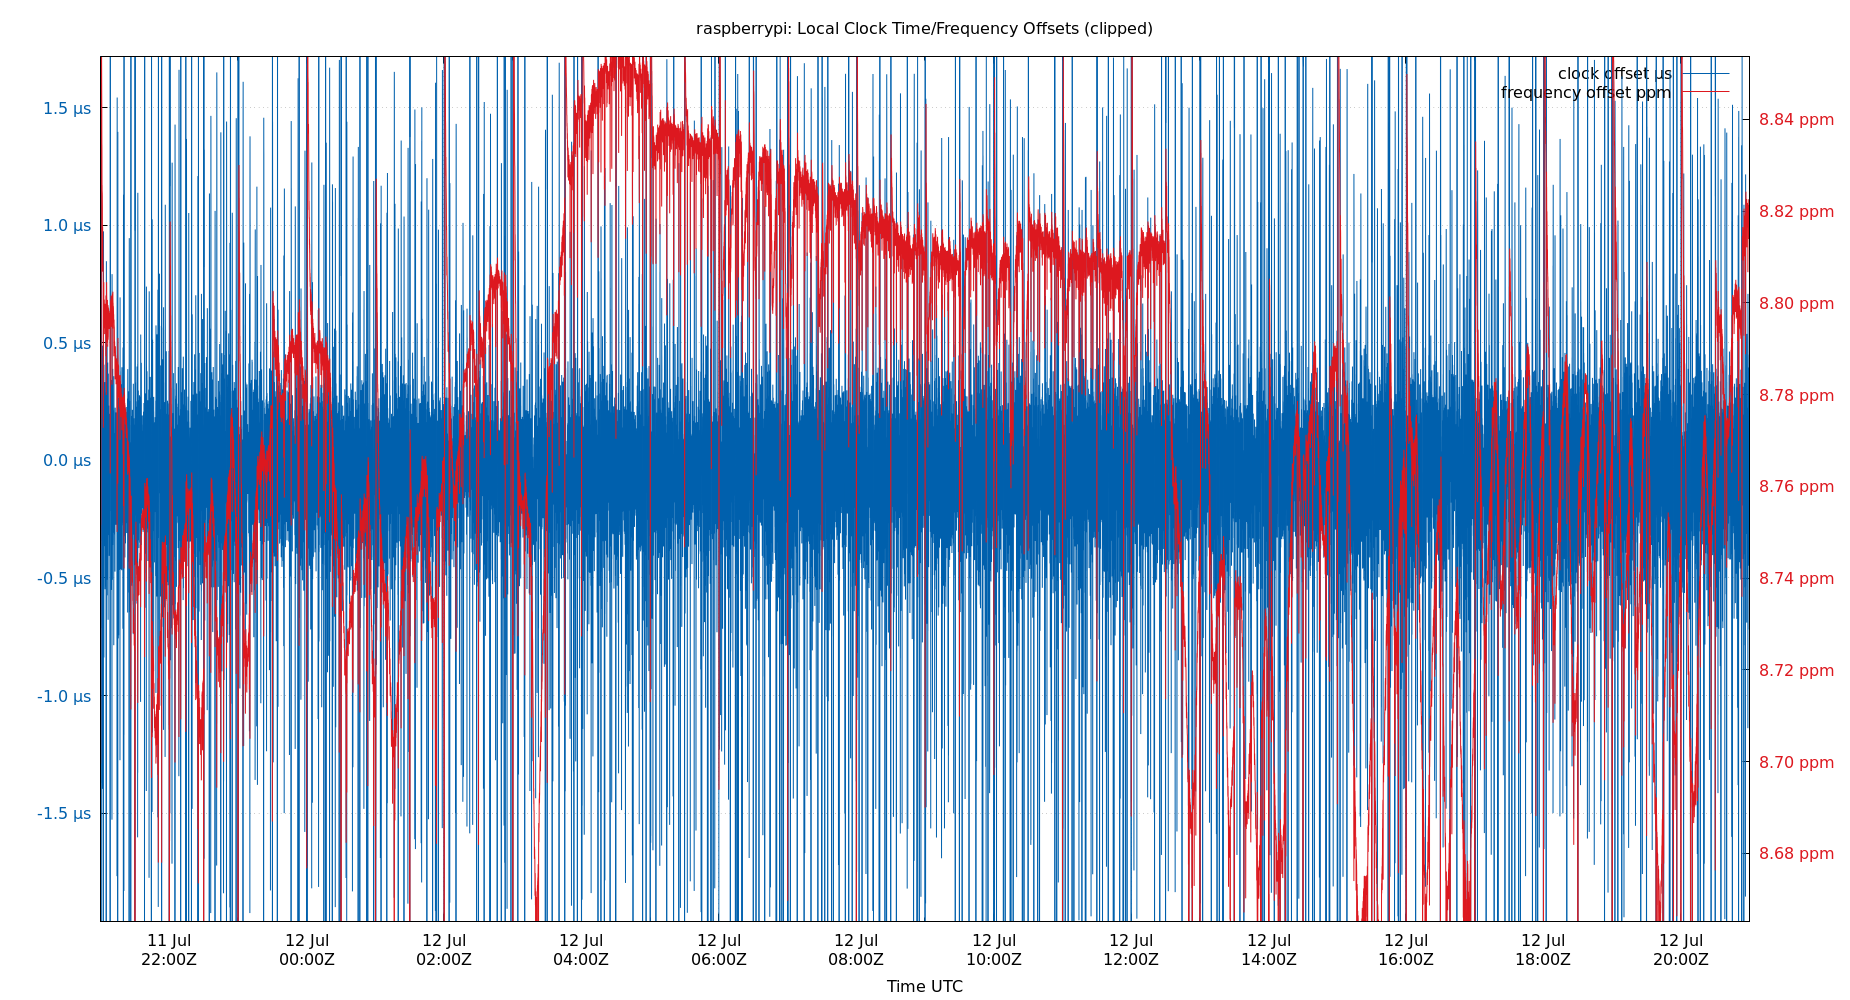 raspberrypi: Local Clock Time/Frequency Offsets (clipped)
clock offset µs
frequency offset ppm
1.5 µs
1.0 µs
0.5 µs
0.0 µs
-0.5 µs
-1.0 µs
-1.5 µs
8.84 ppm
8.82 ppm
8.80 ppm
8.78 ppm
8.76 ppm
8.74 ppm
8.72 ppm
8.70 ppm
8.68 ppm
11 Jul 12 Jul 12 Jul 12 Jul 12 Jul 12 Jul 12 Jul 12 Jul 12 Jul 12 Jul 12 Jul 12 Jul
22:00Z 00:00Z 02:00Z 04:00Z 06:00Z 08:00Z 10:00Z 12:00Z 14:00Z 16:00Z 18:00Z 20:00Z
Time UTC